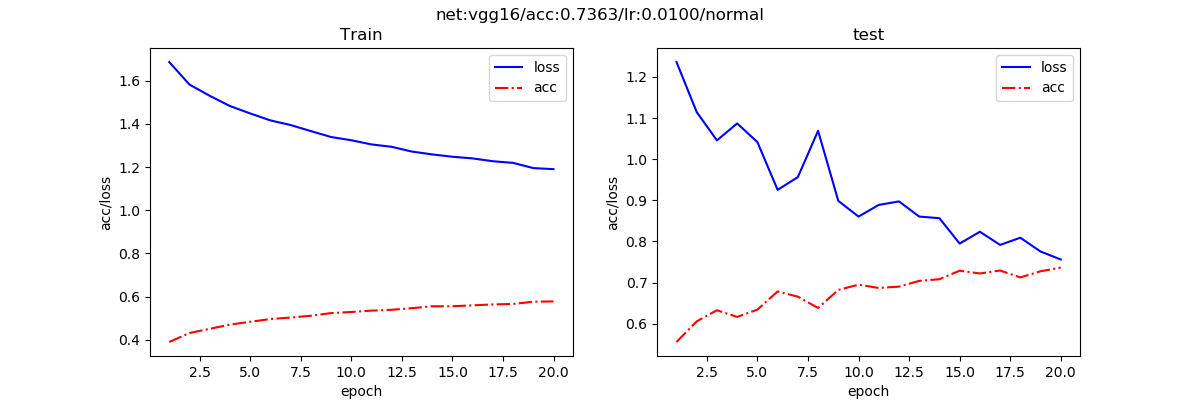 net:vgg16/acc:0.7363/lr:0.0100/normal
Train
loss
acc
1.6
1.4
1.2
1.0
0.8
0.6
0.4
acc/loss
2.5 5.0 7.5 10.0 12.5 15.0 17.5 20.0
epoch
test
loss
acc
1.2
1.1
1.0
0.9
0.8
0.7
0.6
acc/loss
2.5 5.0 7.5 10.0 12.5 15.0 17.5 20.0
epoch